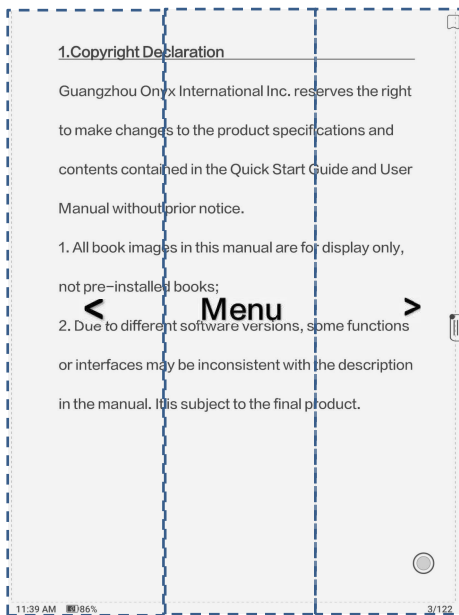 1.Copyright Declaration
Guangzhou Onyx International Inc. reserves the right
to make changes to the product specifications and
contents contained in the Quick Start Guide and User
Manual without prior notice.
1. All book images in this manual are for display only,
not pre-installed books;
< Menu >
2. Due to different software versions, some functions
or interfaces may be inconsistent with the description
in the manual. It is subject to the final product.
11:39 AM 86% 3/122